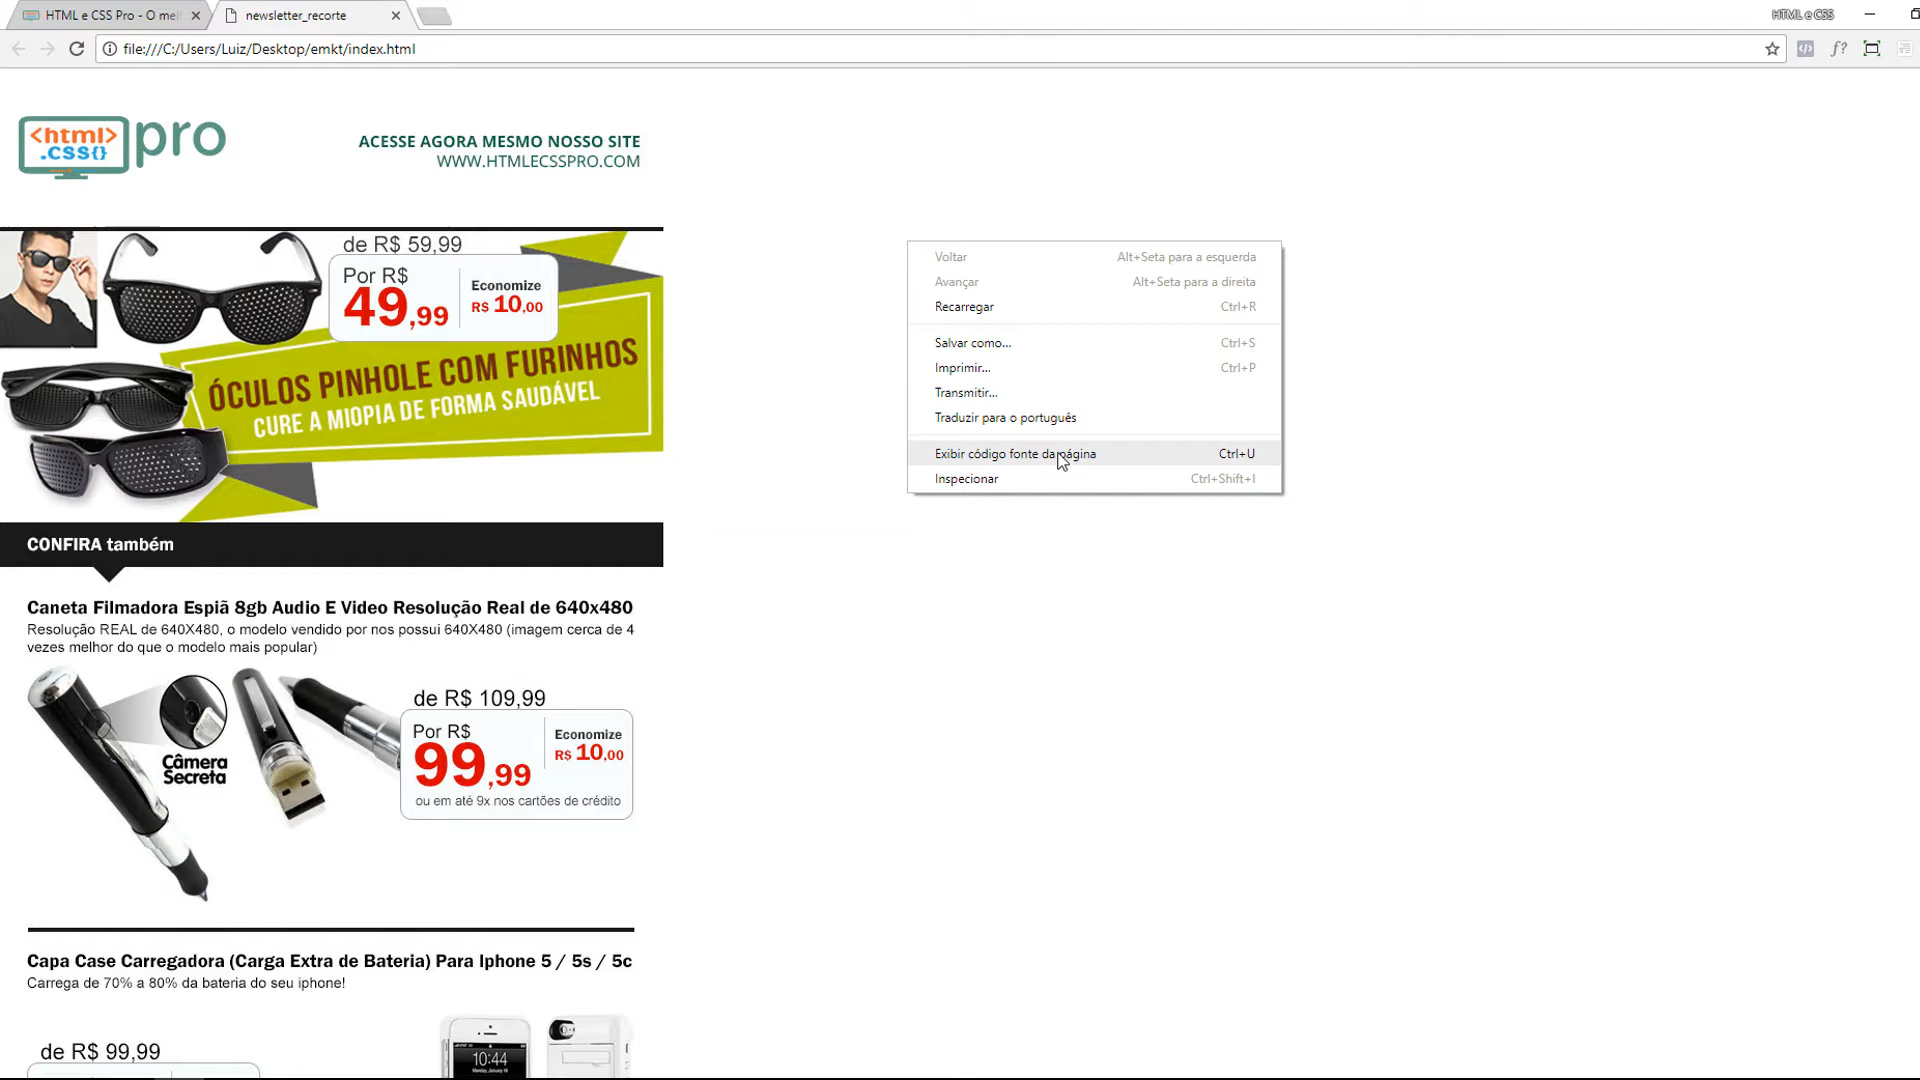 HTML e CSS Pro - O mel
newsletter_recorte
HTML e CSS
file:///C:/Users/Luiz/Desktop/emkt/index.html
f?
<html>
.CSS{}
pro
ACESSE AGORA MESMO NOSSO SITE
WWW.HTMLECSSPRO.COM
de R$ 59,99
Por R$
49,99
Economize
R$ 10,00
ÓCULOS PINHOLE COM FURINHOS
CURE A MIOPIA DE FORMA SAUDÁVEL
Voltar Alt+Seta para a esquerda
Avançar Alt+Seta para a direita
Recarregar Ctrl+R
Salvar como... Ctrl+S
Imprimir... Ctrl+P
Transmitir...
Traduzir para o português
Exibir código fonte da página Ctrl+U
Inspecionar Ctrl+Shift+I
CONFIRA também
Caneta Filmadora Espiã 8gb Audio E Video Resolução Real de 640x480
Resolução REAL de 640X480, o modelo vendido por nos possui 640X480 (imagem cerca de 4
vezes melhor do que o modelo mais popular)
Câmera
Secreta
de R$ 109,99
Por R$
99,99
Economize
R$ 10,00
ou em até 9x nos cartões de crédito
Capa Case Carregadora (Carga Extra de Bateria) Para Iphone 5 / 5s / 5c
Carrega de 70% a 80% da bateria do seu iphone!
de R$ 99,99
10:44